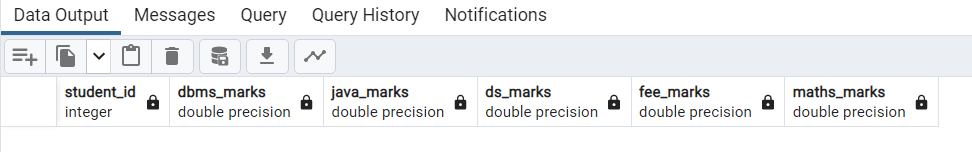 Data Output Messages Query Query History Notifications
student_id dbms_marks java_marks ds_marks fee_marks maths_marks
integer double precision double precision double precision double precision double precision